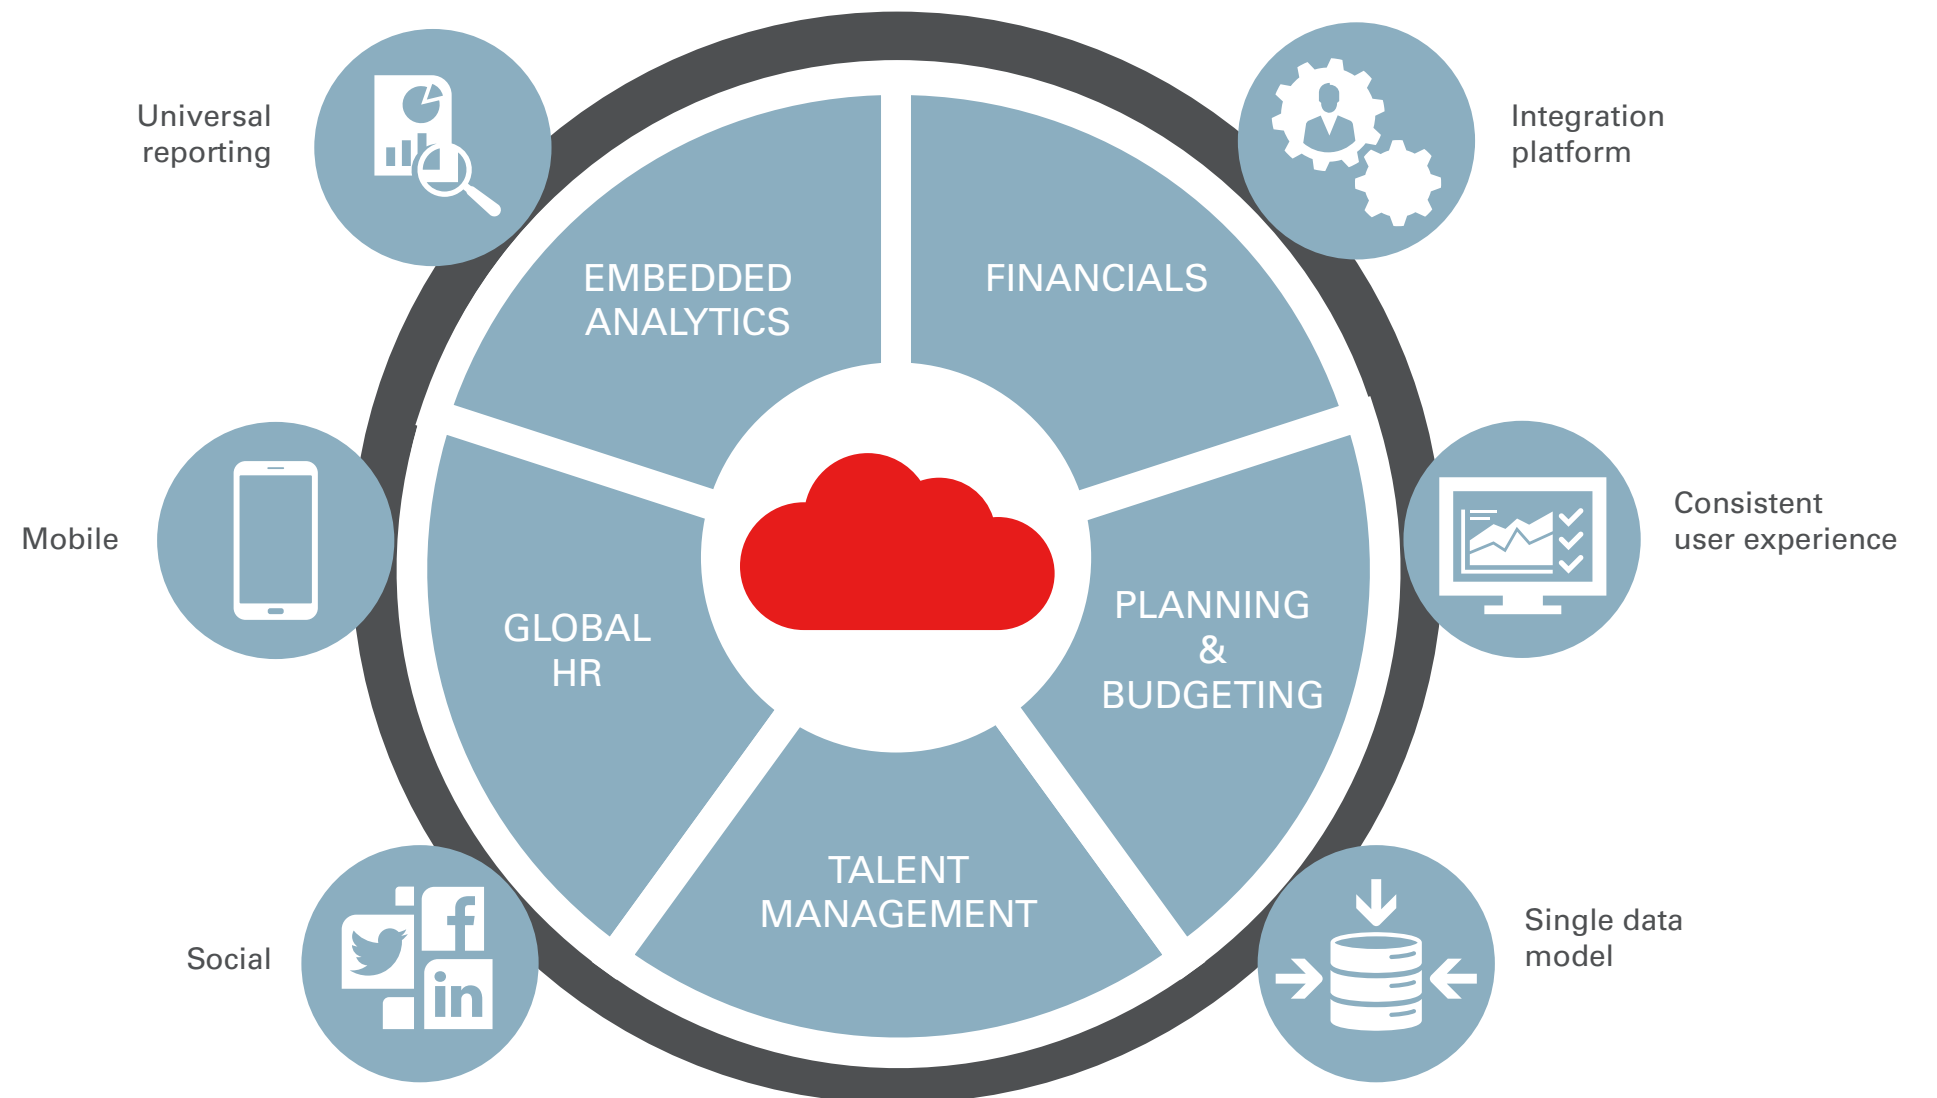 Universal
reporting
Integration
platform
EMBEDDED
ANALYTICS
FINANCIALS
Mobile
Consistent
user experience
GLOBAL
HR
PLANNING
&
BUDGETING
TALENT
MANAGEMENT
Social
f
in
Single data
model